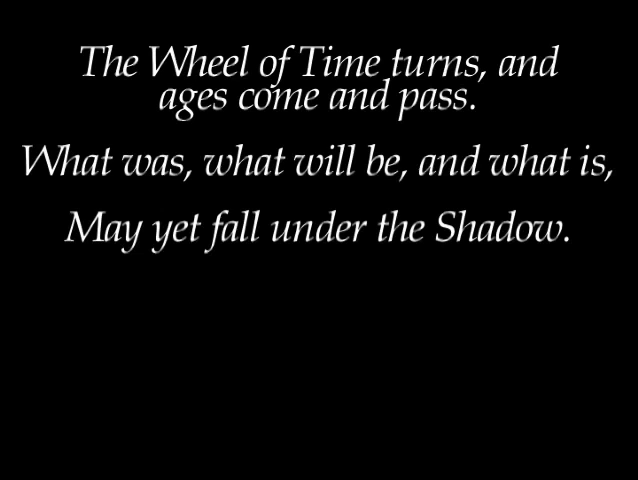 The Wheel of Time turns, and
ages come and pass.
What was, what will be, and what is,
May yet fall under the Shadow.